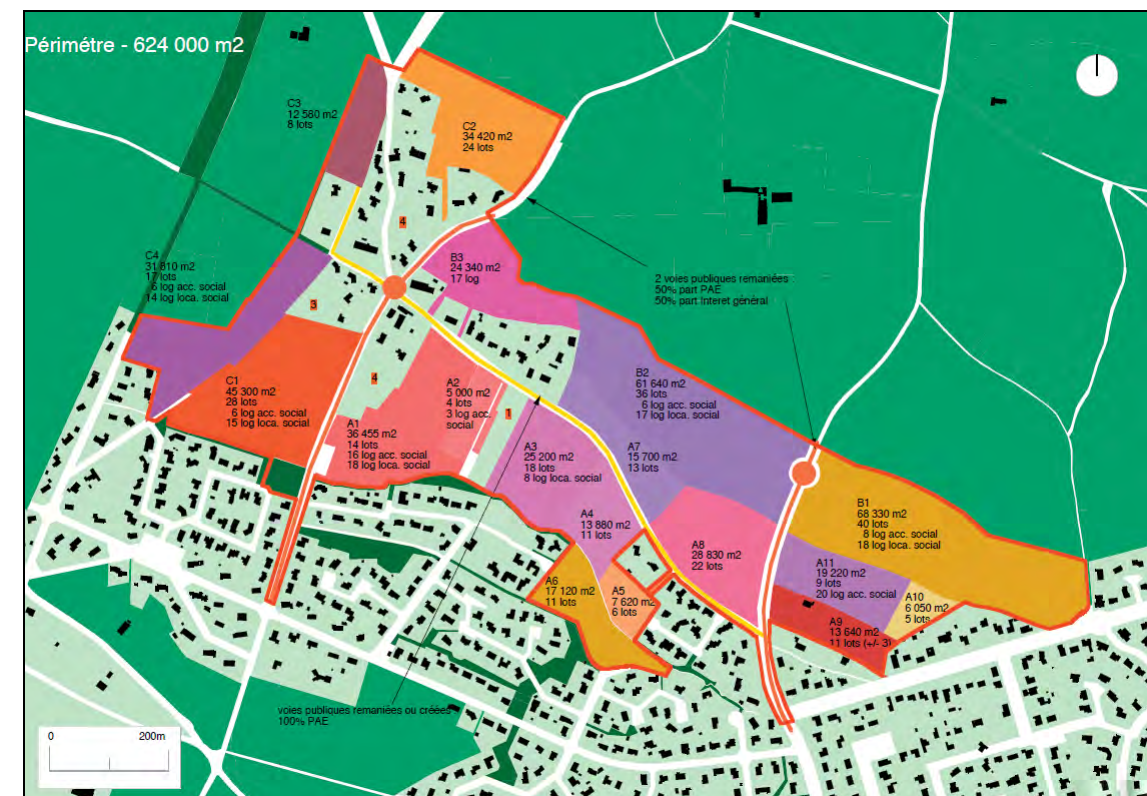 Périmétre - 624 000 m2
C3
12 560 m2
8 lots
C2
34 420 m2
24 lots
4
C4
31 810 m2
17 lots
6 log acc. social
14 log loca. social
B3
24 340 m2
17 log
2 voies publiques remaniées
50% part PAE
50% part Interet général
3
C1
45 300 m2
28 lots
6 log acc. social
15 log loca. social
4
A2
5 000 m2
4 lots
3 log acc.
social
1
B2
61 640 m2
36 lots
6 log acc. social
17 log loca. social
A1
36 455 m2
14 lots
16 log acc. social
18 log loca. social
A3
25 200 m2
18 lots
8 log loca. social
A7
15 700 m2
13 lots
A4
13 880 m2
11 lots
B1
68 330 m2
40 lots
8 log acc. social
18 log loca. social
A8
28 830 m2
22 lots
A6
17 120 m2
11 lots
A5
7 620 m2
6 lots
A11
19 220 m2
9 lots
20 log acc. social
A10
6 050 m2
5 lots
A9
13 640 m2
11 lots (+/- 3)
voies publiques remaniées ou créées
100% PAE
0
200m